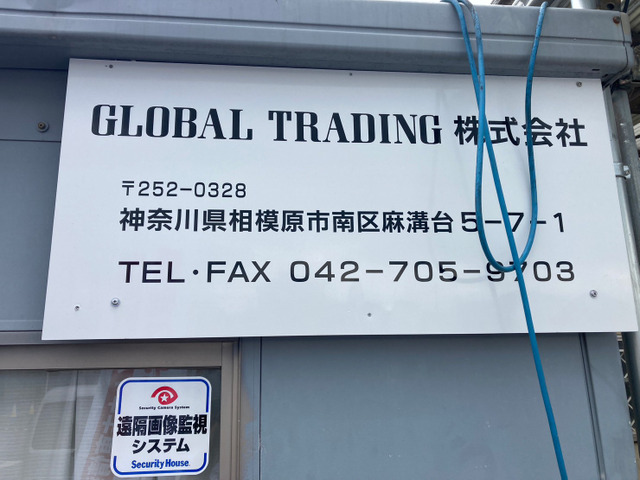 GLOBAL TRADING 株式会社
〒252-0328
神奈川県相模原市南区麻溝台5-7-1
TEL・FAX 042-705-9703
Security Camera System
遠隔画像監視
システム
Security House